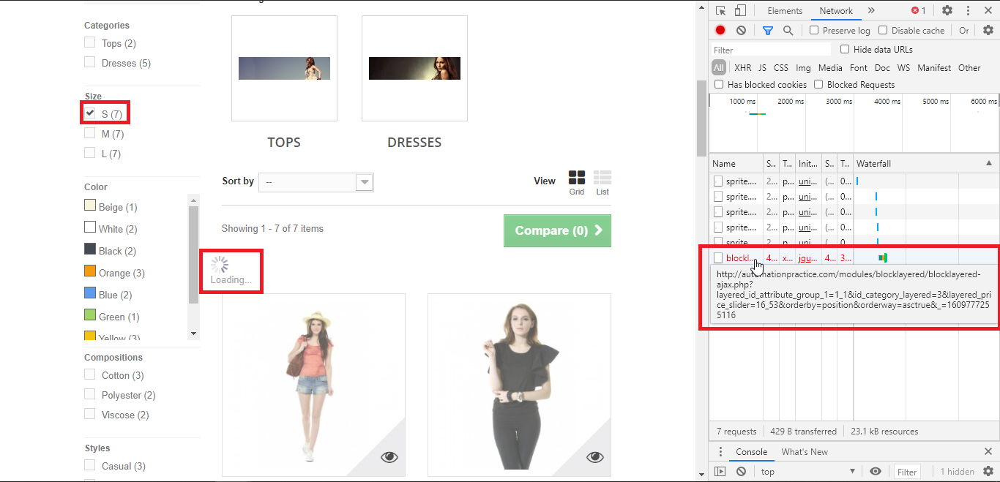 Categories
Tops (2)
Dresses (5)
Size
S (7)
M (7)
L (7)
Color
Beige (1)
White (2)
Black (2)
Orange (3)
Blue (2)
Green (1)
Yellow (3)
Compositions
Cotton (3)
Polyester (2)
Viscose (2)
Styles
Casual (3)
TOPS
DRESSES
Sort by
--
View
Grid
List
Showing 1 - 7 of 7 items
Compare (0)
Loading...
Elements
Network
1
Preserve log
Disable cache
Or
Filter
Hide data URLs
All XHR JS CSS Img Media Font Doc WS Manifest Other
Has blocked cookies
Blocked Requests
1000 ms 2000 ms 3000 ms 4000 ms 5000 ms 6000 ms
Name S.. T.. Init... S.. T.. Waterfall
sprite.... 2... p... uni... (... 0...
sprite.... 2... p... uni... (... 0...
sprite.... 2... p... uni... (... 0...
sprite.... 2... p... uni... (... 0...
sprite.... 2... p... uni... (... 0...
blockl... 4... x... jqu... 4... 3...
http://automationpractice.com/modules/blocklayered/blocklayered-
ajax.php?
layered_id_attribute_group_1=1_1&id_category_layered=3&layered_pri
ce_slider=16_53&orderby=position&orderway=asctrue&_=160977725
5116
7 requests
429 B transferred
23.1 kB resources
Console
What's New
top
Filter
1 hidden